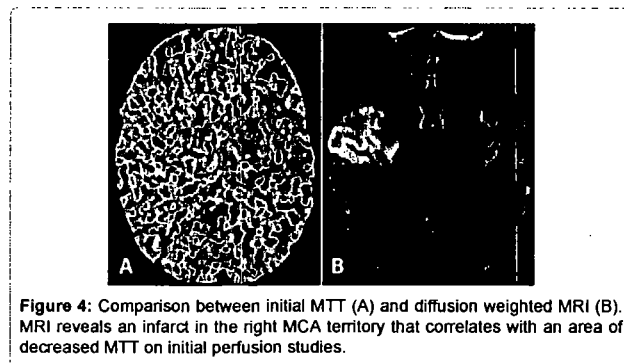 A
B
Figure 4: Comparison between initial MTT (A) and diffusion weighted MRI (B).
MRI reveals an infarct in the right MCA territory that correlates with an area of
decreased MTT on initial perfusion studies.